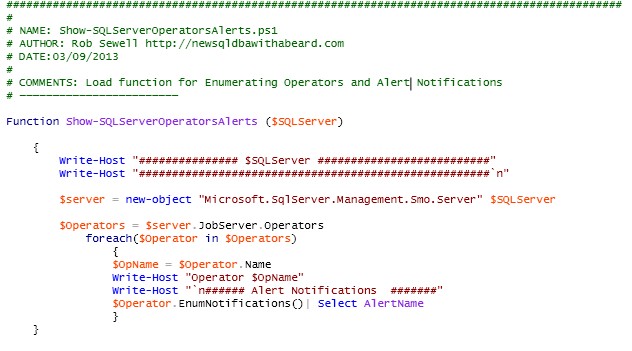 #############################################################################################
#
# NAME: Show-SQLServerOperatorsAlerts.ps1
# AUTHOR: Rob Sewell http://newsqldbawithabeard.com
# DATE:03/09/2013
#
# COMMENTS: Load function for Enumerating Operators and Alert Notifications
# ------------------------
Function Show-SQLServerOperatorsAlerts ($SQLServer)
{
Write-Host "############### $SQLServer ##########################"
Write-Host "#####################################################`n"
$server = new-object "Microsoft.SqlServer.Management.Smo.Server" $SQLServer
$Operators = $server.JobServer.Operators
foreach($Operator in $Operators)
{
$OpName = $Operator.Name
Write-Host "Operator $OpName"
Write-Host "`n###### Alert Notifications  #######"
$Operator.EnumNotifications()| Select AlertName
}
}